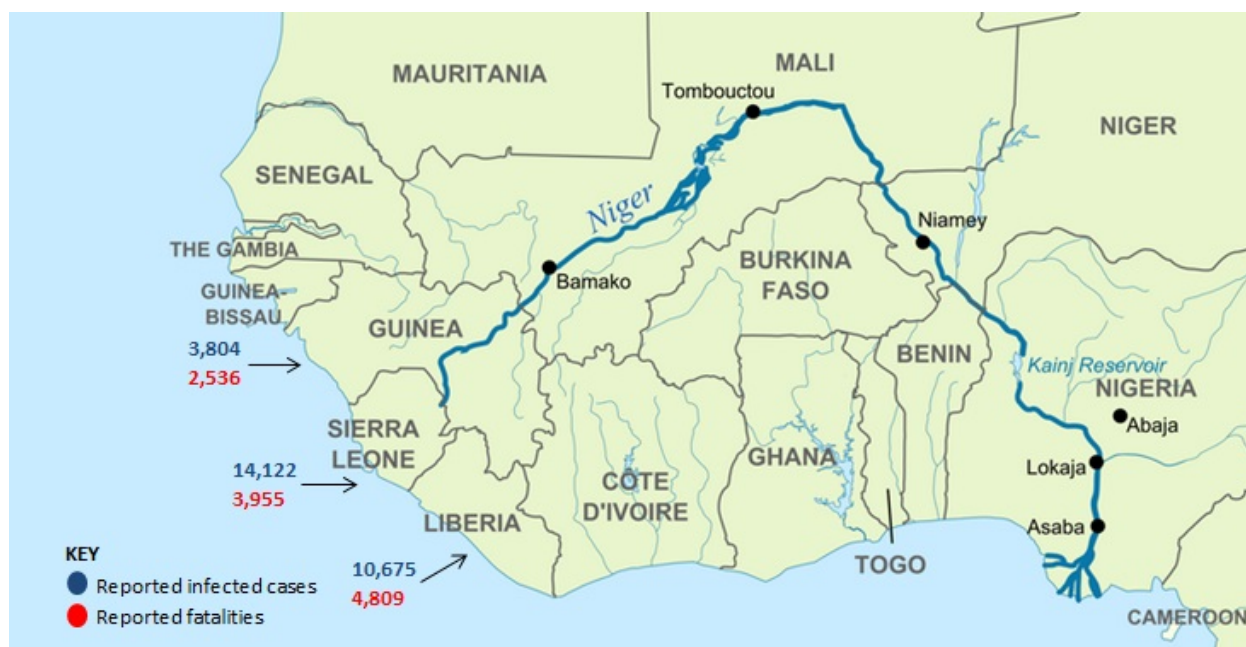 MAURITANIA
MALI
Tombouctou
NIGER
SENEGAL
Niger
Niamey
THE GAMBIA
Bamako
BURKINA
FASO
GUINEA-
BISSAU
GUINEA
3,804
2,536
BENIN
Kainj Reservoir
NIGERIA
Abaja
SIERRA
LEONE
GHANA
Lokaja
14,122
3,955
CÔTE
D'IVOIRE
LIBERIA
Asaba
TOGO
10,675
4,809
KEY
Reported infected cases
Reported fatalities
CAMEROON